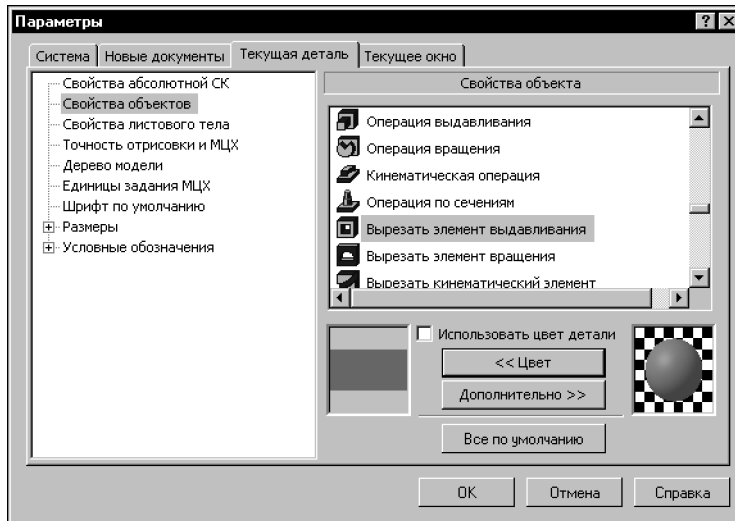 Параметры
Система Новые документы Текущая деталь Текущее окно
Свойства абсолютной СК
Свойства объектов
Свойства листового тела
Точность отрисовки и МЦХ
Дерево модели
Единицы задания МЦХ
Шрифт по умолчанию
Размеры
Условные обозначения
Свойства объекта
Операция выдавливания
Операция вращения
Кинематическая операция
Операция по сечениям
Вырезать элемент выдавливания
Вырезать элемент вращения
Вырезать кинематический элемент
Использовать цвет детали
<< Цвет
Дополнительно >>
Все по умолчанию
OK Отмена Справка